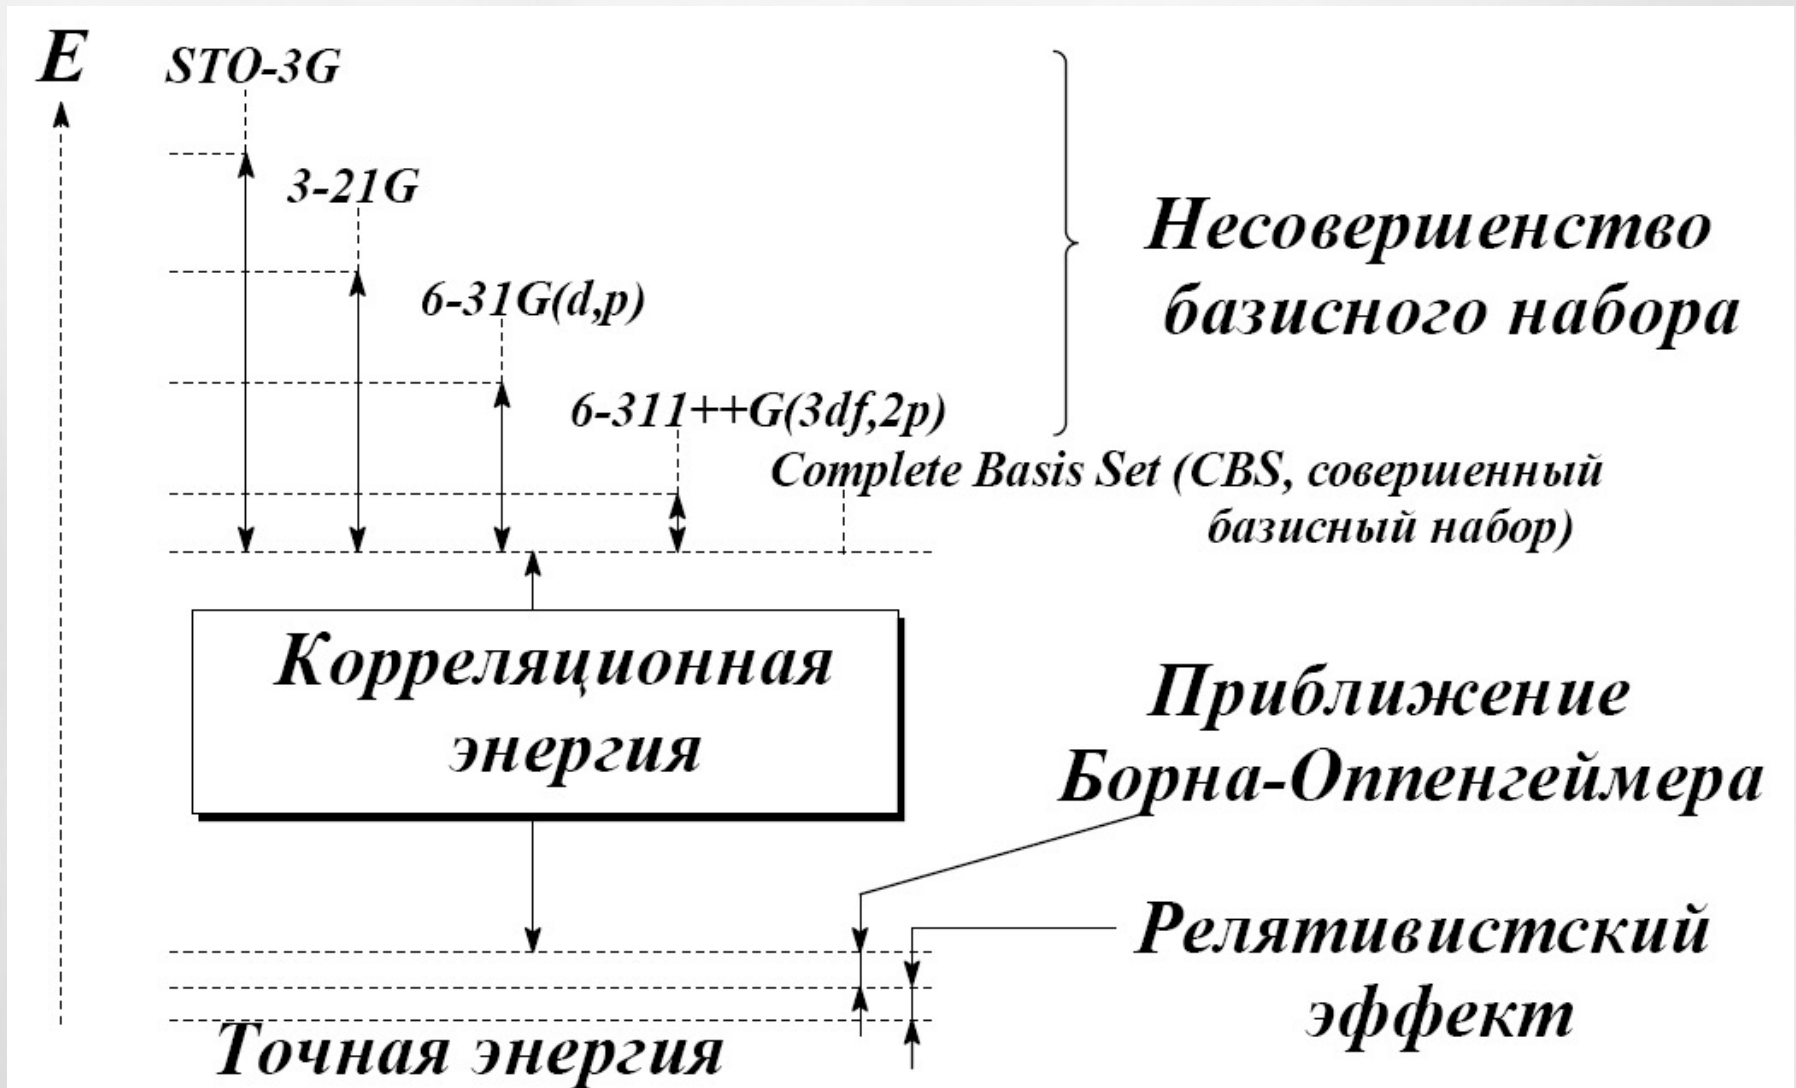 E
STO-3G
3-21G
6-31G(d,p)
6-311++G(3df,2p)
Несовершенство
базисного набора
Complete Basis Set (CBS, совершенный
базисный набор)
Корреляционная
энергия
Приближение
Борна-Оппенгеймера
Релятивистский
эффект
Точная энергия